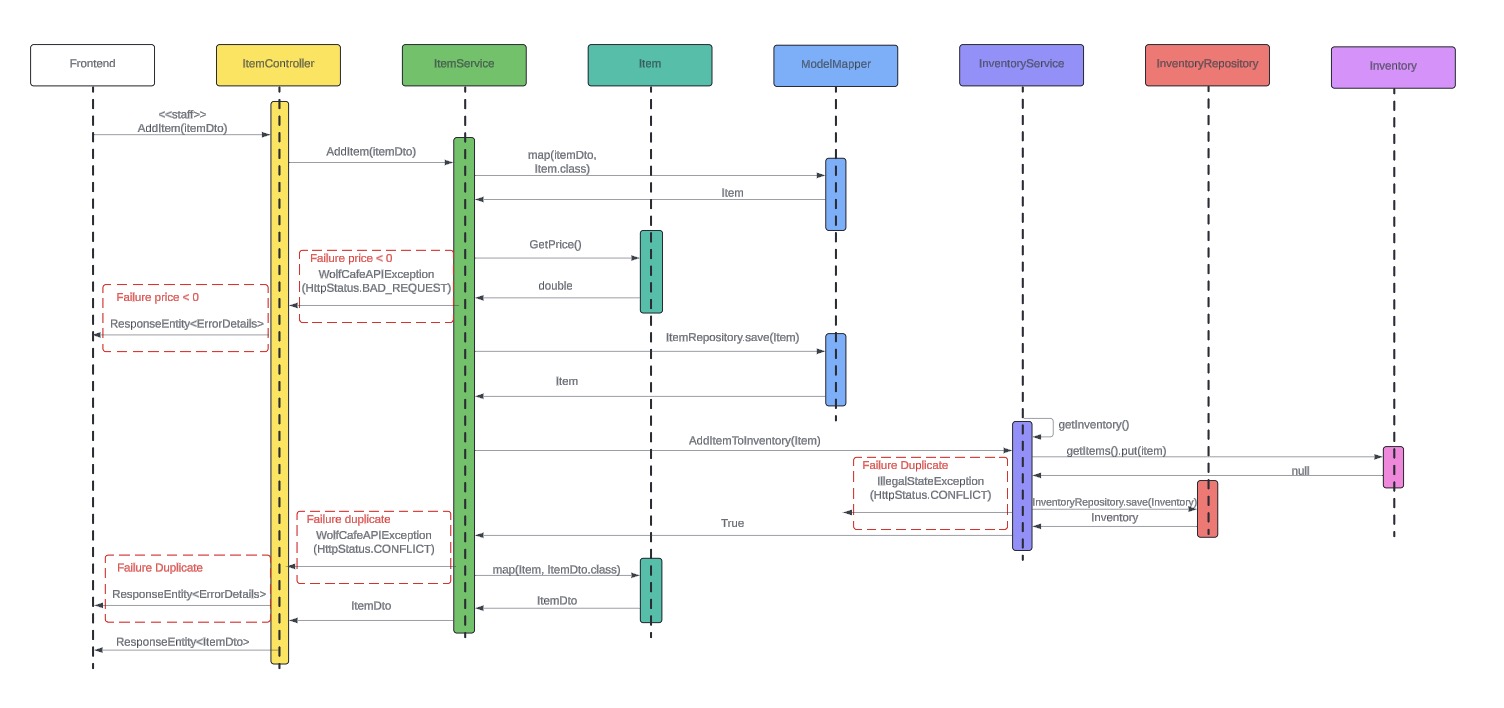 Frontend
ItemController
ItemService
Item
ModelMapper
InventoryService
InventoryRepository
Inventory
<<staff>>
AddItem(itemDto)
AddItem(itemDto)
map(itemDto,
Item.class)
Item
GetPrice()
Failure price < 0
WolfCafeAPIException
(HttpStatus.BAD_REQUEST)
double
Failure price < 0
ResponseEntity<ErrorDetails>
ItemRepository.save(Item)
Item
getInventory()
AddItemToInventory(Item)
getItems().put(item)
Failure Duplicate
IllegalStateException
(HttpStatus.CONFLICT)
null
InventoryRepository.save(Inventory)
Inventory
True
Failure duplicate
WolfCafeAPIException
(HttpStatus.CONFLICT)
Failure Duplicate
map(Item, ItemDto.class)
ResponseEntity<ErrorDetails>
ItemDto
ItemDto
ResponseEntity<ItemDto>